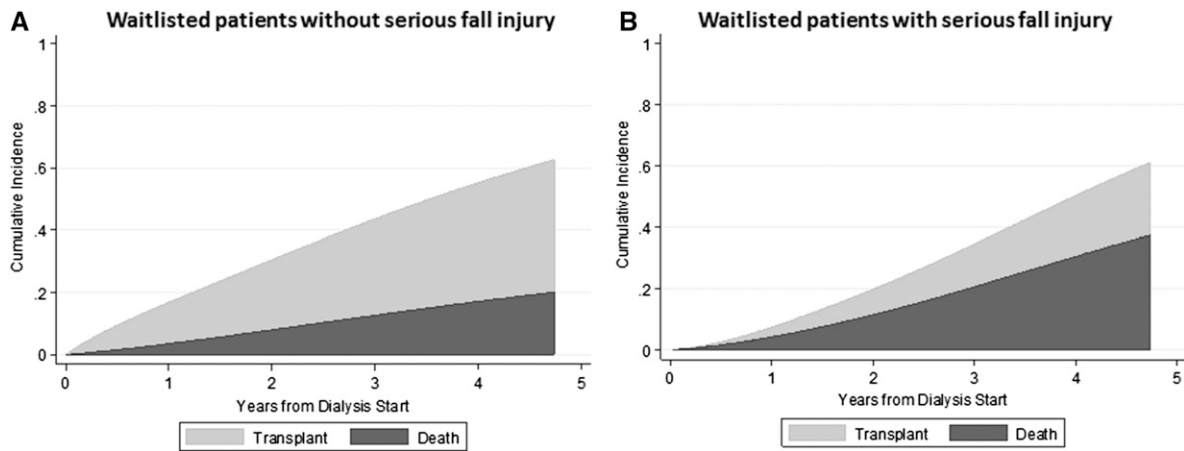 A
Waitlisted patients without serious fall injury
1
.8
.6
.4
.2
0
Cumulative Incidence
0 1 2 3 4 5
Years from Dialysis Start
Transplant Death
B
Waitlisted patients with serious fall injury
1
.8
.6
.4
.2
0
Cumulative Incidence
0 1 2 3 4 5
Years from Dialysis Start
Transplant Death